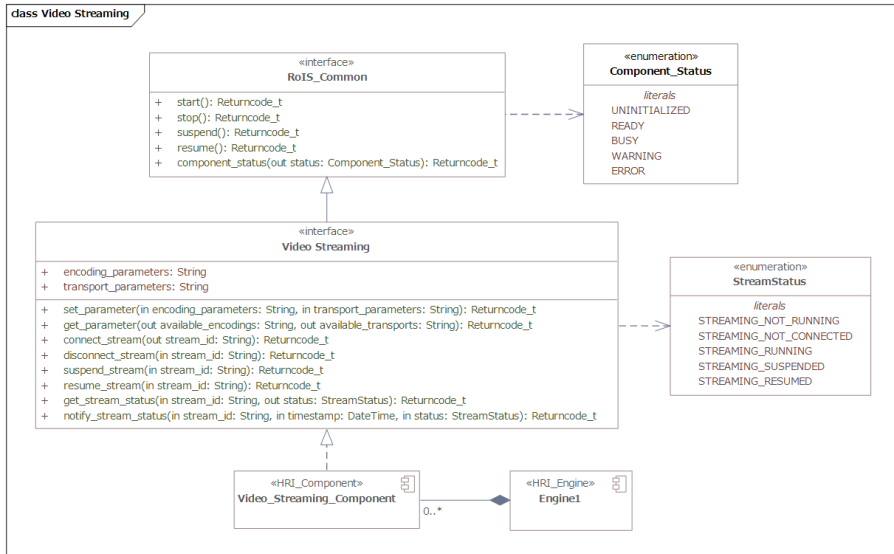 class Video Streaming
«interface»
RoIS_Common
+ start(): Returncode_t
+ stop(): Returncode_t
+ suspend(): Returncode_t
+ resume(): Returncode_t
+ component_status(out status: Component_Status): Returncode_t
«enumeration»
Component_Status
literals
UNINITIALIZED
READY
BUSY
WARNING
ERROR
«interface»
Video Streaming
+ encoding_parameters: String
+ transport_parameters: String
+ set_parameter(in encoding_parameters: String, in transport_parameters: String): Returncode_t
+ get_parameter(out available_encodings: String, out available_transports: String): Returncode_t
+ connect_stream(out stream_id: String): Returncode_t
+ disconnect_stream(in stream_id: String): Returncode_t
+ suspend_stream(in stream_id: String): Returncode_t
+ resume_stream(in stream_id: String): Returncode_t
+ get_stream_status(in stream_id: String, out status: StreamStatus): Returncode_t
+ notify_stream_status(in stream_id: String, in timestamp: DateTime, in status: StreamStatus): Returncode_t
«enumeration»
StreamStatus
literals
STREAMING_NOT_RUNNING
STREAMING_NOT_CONNECTED
STREAMING_RUNNING
STREAMING_SUSPENDED
STREAMING_RESUMED
«HRI_Component»
Video_Streaming_Component
0..*
«HRI_Engine»
Engine1